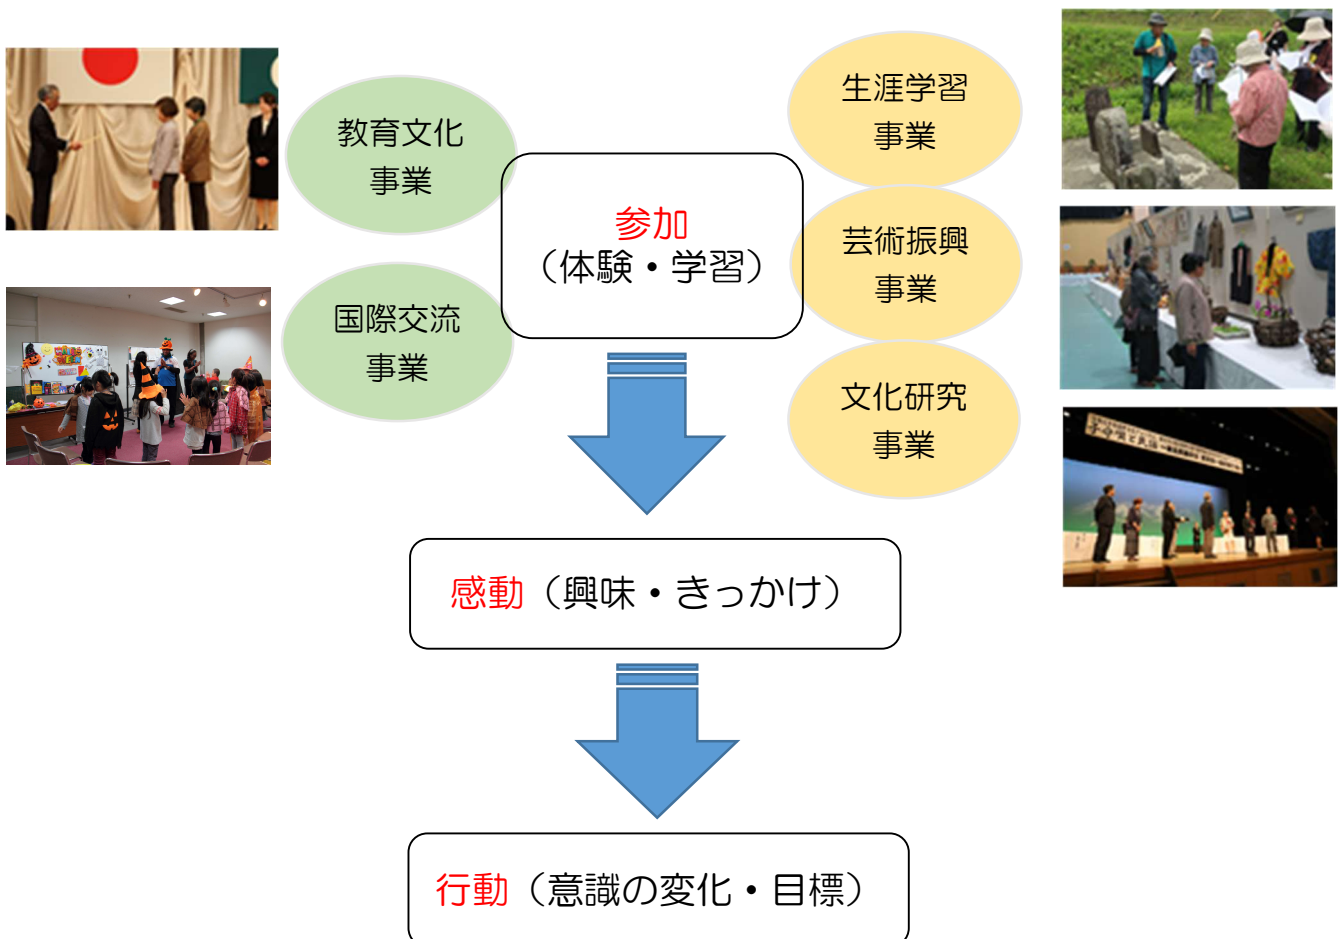 教育文化
事業
国際交流
事業
参加
（体験・学習）
生涯学習
事業
芸術振興
事業
文化研究
事業
感動（興味・きっかけ）
行動（意識の変化・目標）